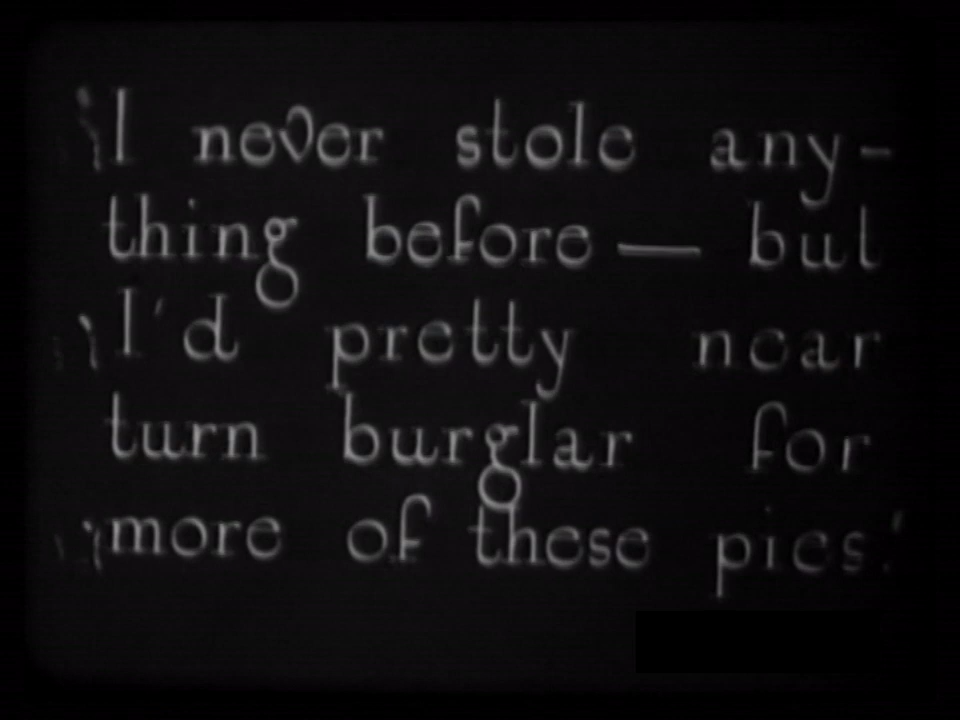 "I never stole any-
thing before — but
"I'd pretty near
turn burglar for
"more of these pies."